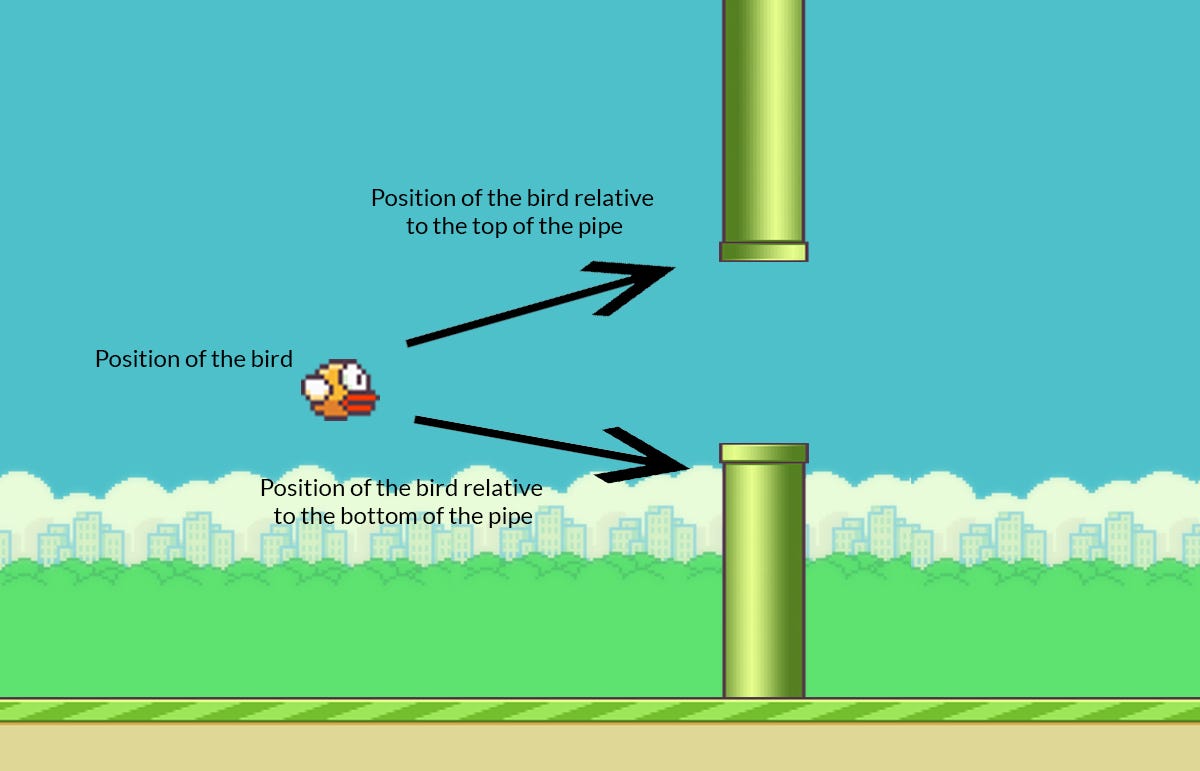 Position of the bird relative
to the top of the pipe
Position of the bird
Position of the bird relative
to the bottom of the pipe